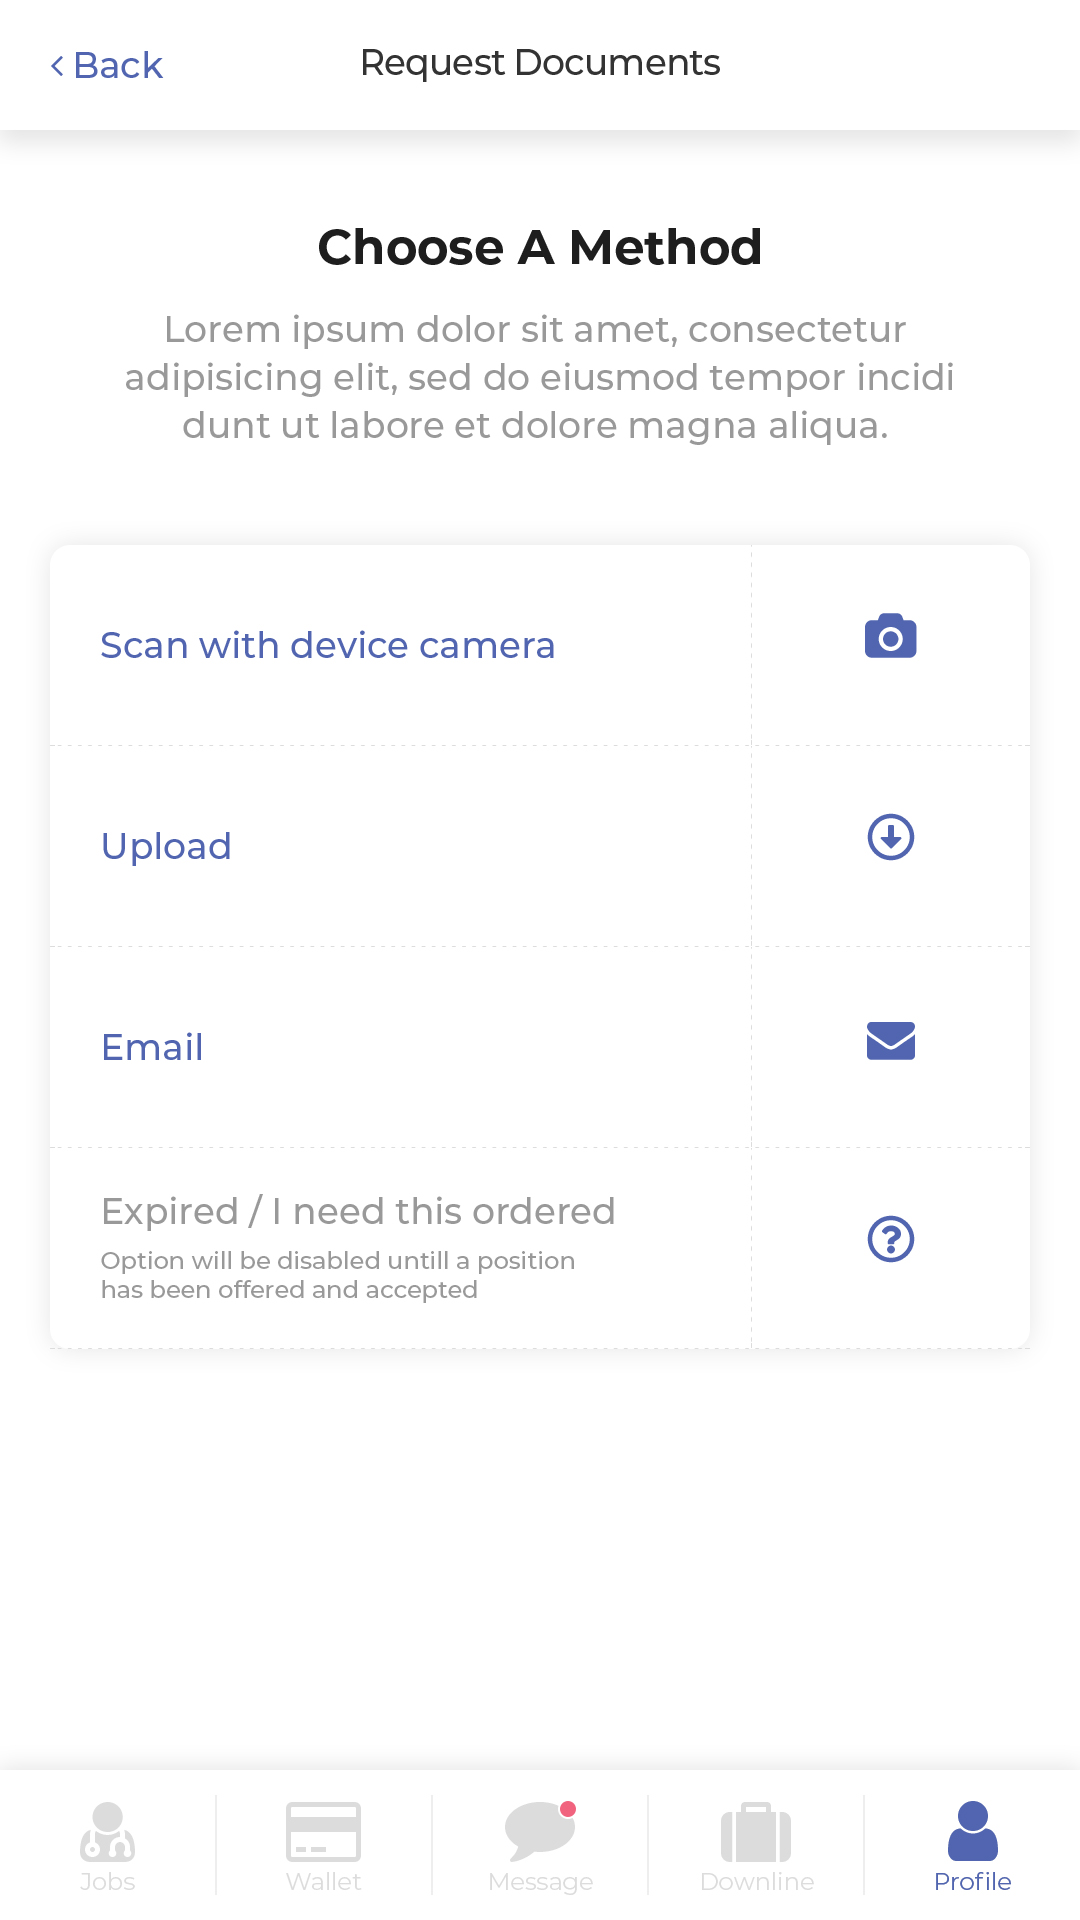 Back
Request Documents
Choose A Method
Lorem ipsum dolor sit amet, consectetur
adipisicing elit, sed do eiusmod tempor incidi
dunt ut labore et dolore magna aliqua.
Scan with device camera
Upload
Email
Expired / I need this ordered
Option will be disabled untill a position
has been offered and accepted
Jobs
Wallet
Message
Downline
Profile